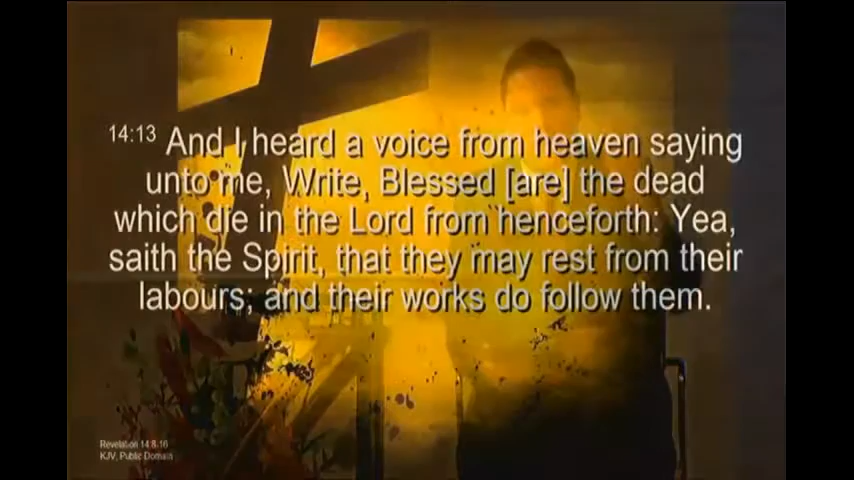 14:13 And I heard a voice from heaven saying
unto me, Write, Blessed [are] the dead
which die in the Lord from henceforth: Yea,
saith the Spirit, that they may rest from their
labours; and their works do follow them.
Revelation 14:8-16
KJV, Public Domain